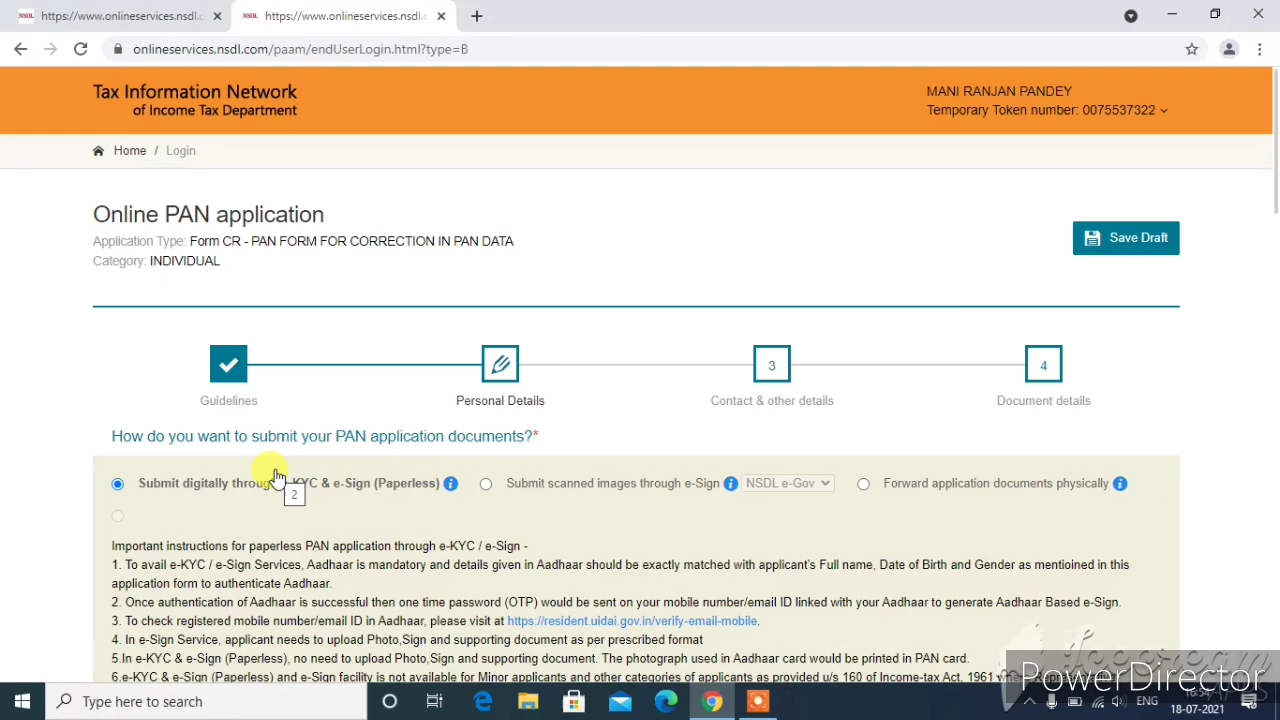 NSDL https://www.onlineservices.nsdl.c
NSDL https://www.onlineservices.nsdl.c
onlineservices.nsdl.com/paam/endUserLogin.html?type=B
Tax Information Network
of Income Tax Department
MANI RANJAN PANDEY
Temporary Token number: 0075537322
Home / Login
Online PAN application
Application Type: Form CR - PAN FORM FOR CORRECTION IN PAN DATA
Category: INDIVIDUAL
Save Draft
3
4
Guidelines
Personal Details
Contact & other details
Document details
How do you want to submit your PAN application documents?*
Submit digitally KYC & e-Sign (Paperless)
Submit scanned images through e-Sign
NSDL e-Gov
Forward application documents physically
2
Important instructions for paperless PAN application through e-KYC / e-Sign -
1. To avail e-KYC / e-Sign Services, Aadhaar is mandatory and details given in Aadhaar should be exactly matched with applicant's Full name, Date of Birth and Gender as mentioined in this
application form to authenticate Aadhaar.
2. Once authentication of Aadhaar is successful then one time password (OTP) would be sent on your mobile number/email ID linked with your Aadhaar to generate Aadhaar Based e-Sign.
3. To check registered mobile number/email ID in Aadhaar, please visit at https://resident.uidai.gov.in/verify-email-mobile.
4. In e-Sign Service, applicant needs to upload Photo,Sign and supporting document as per prescribed format
5.In e-KYC & e-Sign (Paperless), no need to upload Photo,Sign and supporting document. The photograph used in Aadhaar card would be printed in PAN card.
6.e-KYC & e-Sign (Paperless) and e-Sign facility is not available for Minor applicants and other categories of applicants as provided u/s 160 of Income-tax Act, 1961
PowerDirector
Type here to search
ENG
16:54
18-07-2021